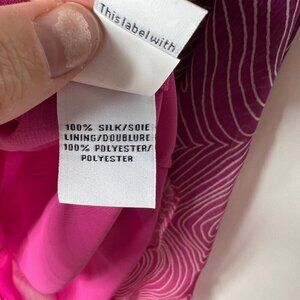 This label with
100% SILK/SOIE
LINING/DOUBLURE
100% POLYESTER/
POLYESTER